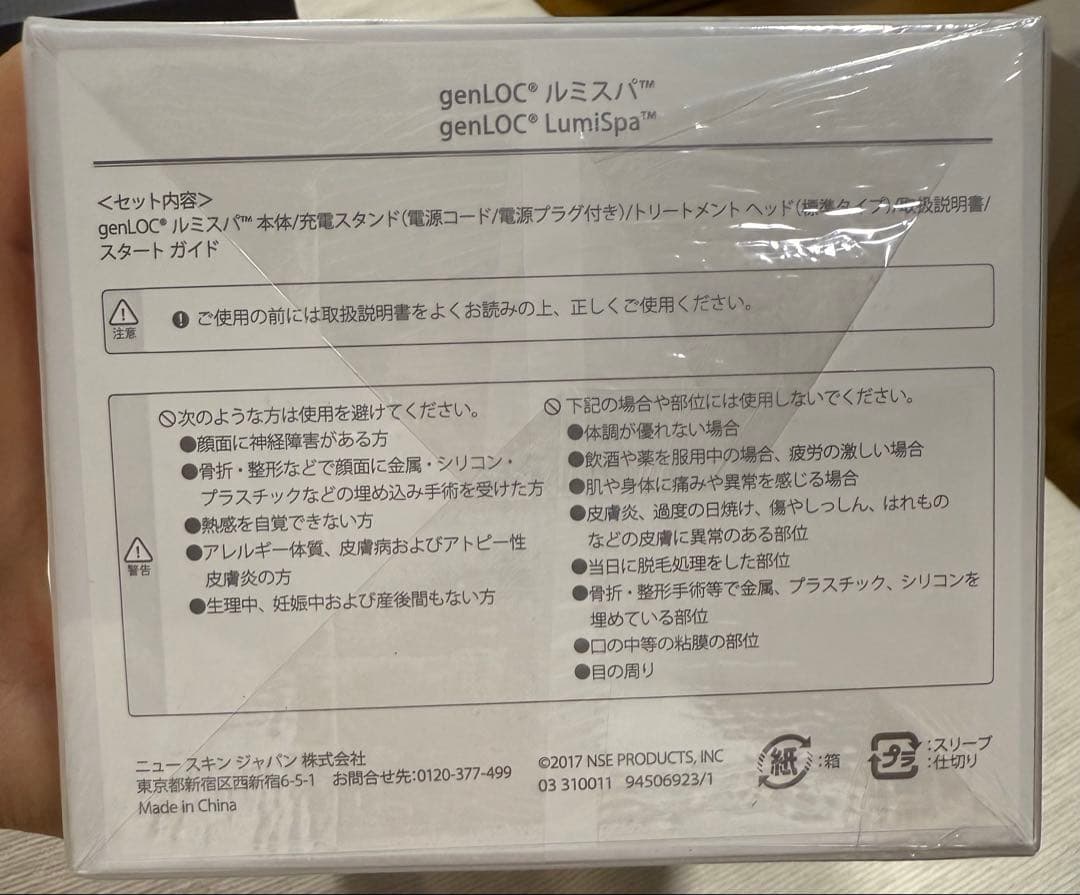 genLOC® ルミスパ™
genLOC® LumiSpa™
＜セット内容＞
genLOC® ルミスパ™ 本体/充電スタンド(電源コード/電源プラグ付き)/トリートメント ヘッド(標準タイプ)/取扱説明書/
スタート ガイド
注意
ご使用の前には取扱説明書をよくお読みの上、正しくご使用ください。
警告
次のような方は使用を避けてください。
●顔面に神経障害がある方
●骨折・整形などで顔面に金属・シリコン・
プラスチックなどの埋め込み手術を受けた方
●熱感を自覚できない方
●アレルギー体質、皮膚病およびアトピー性
皮膚炎の方
●生理中、妊娠中および産後間もない方
下記の場合や部位には使用しないでください。
●体調が優れない場合
●飲酒や薬を服用中の場合、疲労の激しい場合
●肌や身体に痛みや異常を感じる場合
●皮膚炎、過度の日焼け、傷やしっしん、はれもの
などの皮膚に異常のある部位
●当日に脱毛処理をした部位
●骨折・整形手術等で金属、プラスチック、シリコンを
埋めている部位
●口の中等の粘膜の部位
●目の周り
ニュー スキン ジャパン 株式会社
東京都新宿区西新宿6-5-1 お問合せ先:0120-377-499
Made in China
©2017 NSE PRODUCTS, INC
03 310011 94506923/1
紙:箱
プラ:スリーブ
:仕切り